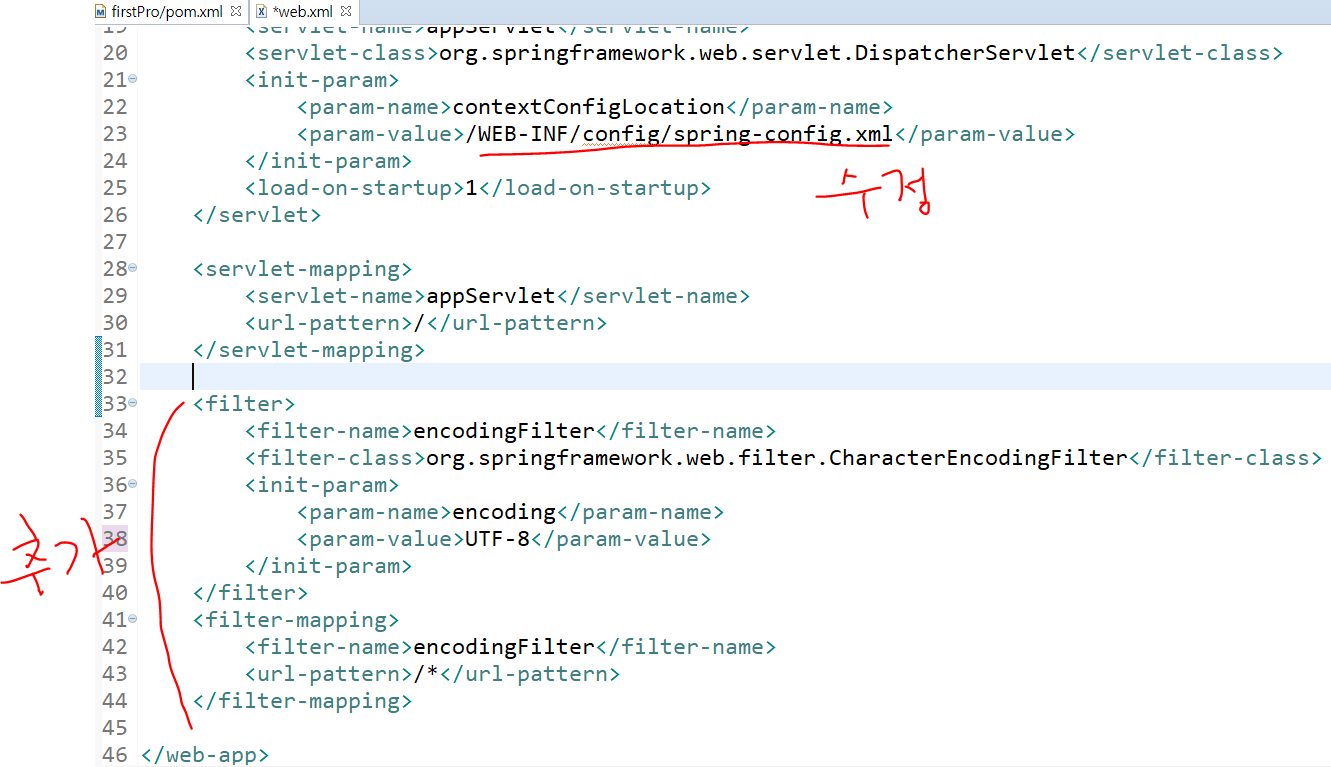 firstPro/pom.xml *web.xml
19 <servlet-name>appServlet</servlet-name>
20 <servlet-class>org.springframework.web.servlet.DispatcherServlet</servlet-class>
21 <init-param>
22 <param-name>contextConfigLocation</param-name>
23 <param-value>/WEB-INF/config/spring-config.xml</param-value>
24 </init-param>
25 <load-on-startup>1</load-on-startup>
수정
26 </servlet>
27
28 <servlet-mapping>
29 <servlet-name>appServlet</servlet-name>
30 <url-pattern>/</url-pattern>
31 </servlet-mapping>
32
33 <filter>
34 <filter-name>encodingFilter</filter-name>
35 <filter-class>org.springframework.web.filter.CharacterEncodingFilter</filter-class>
36 <init-param>
37 <param-name>encoding</param-name>
추가
38 <param-value>UTF-8</param-value>
39 </init-param>
40 </filter>
41 <filter-mapping>
42 <filter-name>encodingFilter</filter-name>
43 <url-pattern>/*</url-pattern>
44 </filter-mapping>
45
46 </web-app>